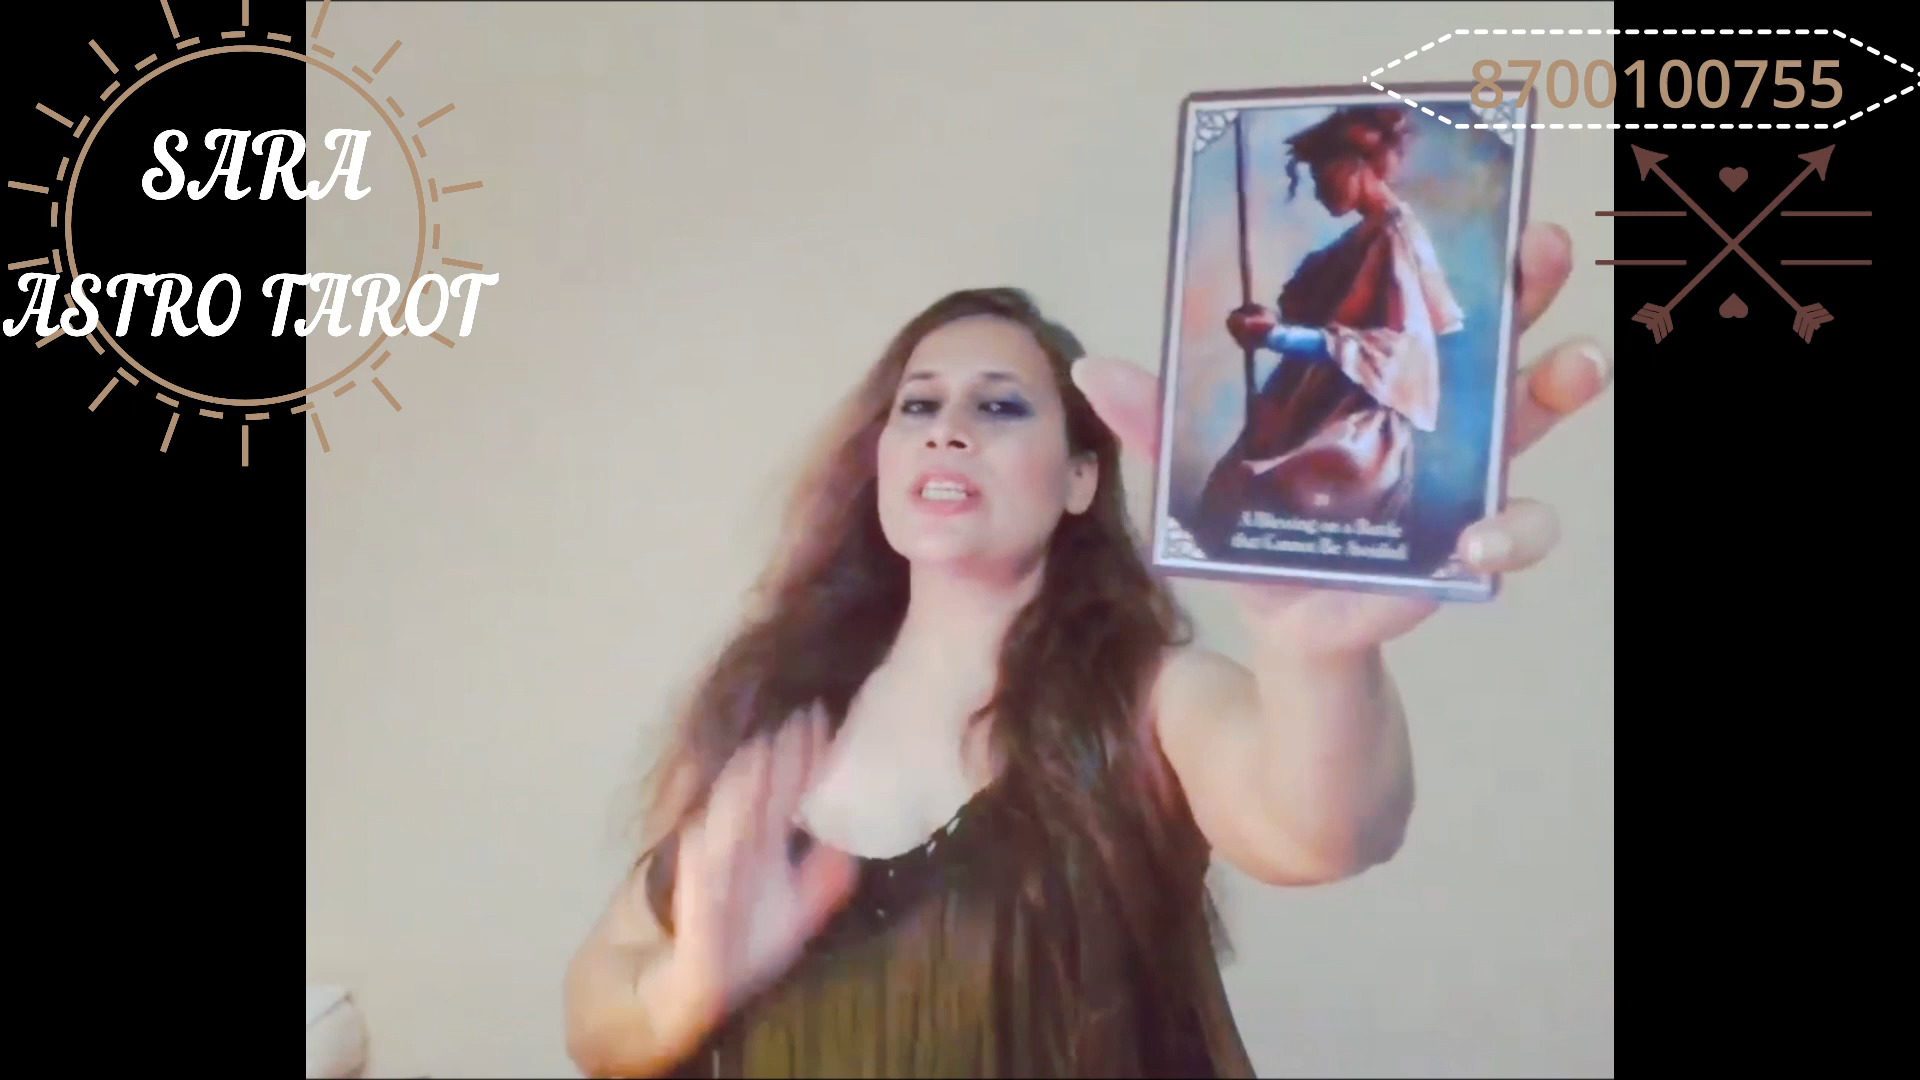 SARA
ASTRO TAROT
8700100755
A Blessing on a Battle
that Cannot Be Avoided